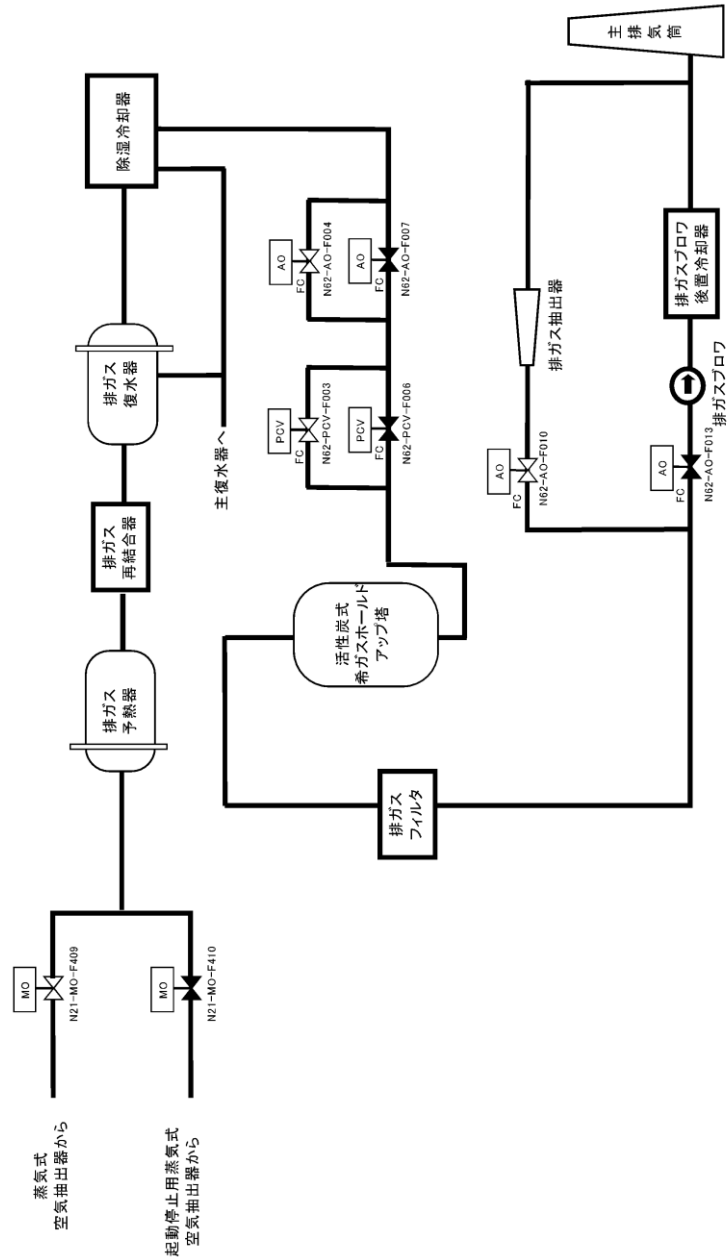 蒸気式
空気抽出器から
起動停止用蒸気式
空気抽出器から
MO
N21-MO-F409
MO
N21-MO-F410
排ガス
予熱器
排ガス
再結合器
排ガス
復水器
除湿冷却器
主復水器へ
PCV
FC
N62-PCV-F003
PCV
FC
N62-PCV-F006
AO
FC
N62-AO-F004
AO
FC
N62-AO-F007
活性炭式
希ガスホールド
アップ塔
排ガス
フィルタ
AO
FC
N62-AO-F010
排ガス抽出器
AO
FC
N62-AO-F013
排ガスブロワ
排ガスブロワ
後置冷却器
主排気筒